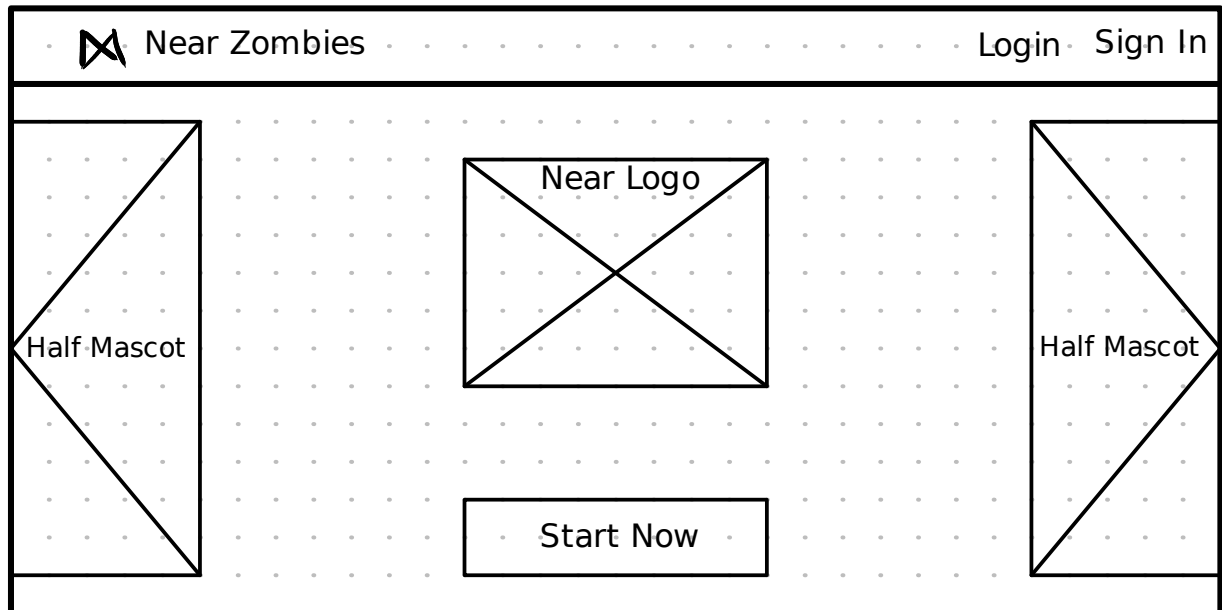 Near Zombies
Login
Sign In
Near Logo
Half Mascot
Half Mascot
Start Now